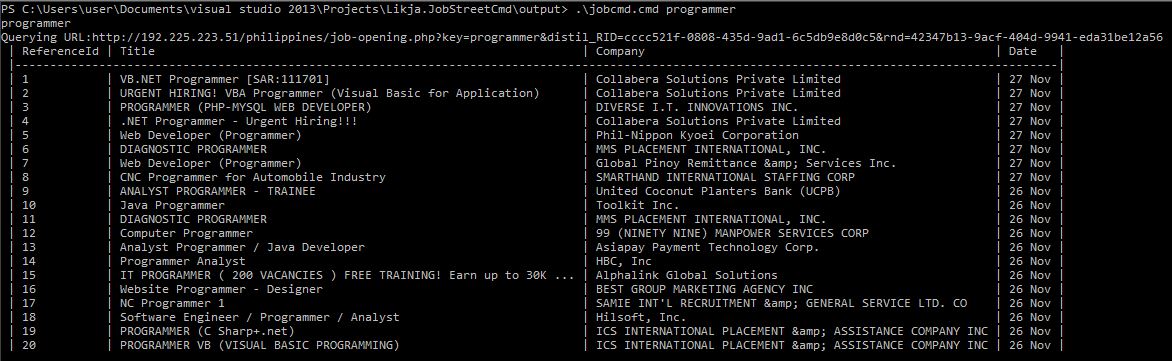 PS C:\Users\user\Documents\visual studio 2013\Projects\Likja.JobStreetCmd\output> .\jobcmd.cmd programmer
programmer
Querying URL:http://192.225.223.51/philippines/job-opening.php?key=programmer&distil_RID=cccc521f-0808-435d-9ad1-6c5db9e8d0c5&rnd=42347b13-9acf-404d-9941-eda31be12a56
| ReferenceId | Title | Company | Date |
|---|
| 1 | VB.NET Programmer [SAR:111701] | Collabera Solutions Private Limited | 27 Nov |
| 2 | URGENT HIRING! VBA Programmer (Visual Basic for Application) | Collabera Solutions Private Limited | 27 Nov |
| 3 | PROGRAMMER (PHP-MYSQL WEB DEVELOPER) | DIVERSE I.T. INNOVATIONS INC. | 27 Nov |
| 4 | .NET Programmer - Urgent Hiring!!! | Collabera Solutions Private Limited | 27 Nov |
| 5 | Web Developer (Programmer) | Phil-Nippon Kyoei Corporation | 27 Nov |
| 6 | DIAGNOSTIC PROGRAMMER | MMS PLACEMENT INTERNATIONAL, INC. | 27 Nov |
| 7 | Web Developer (Programmer) | Global Pinoy Remittance &amp; Services Inc. | 27 Nov |
| 8 | CNC Programmer for Automobile Industry | SMARTHAND INTERNATIONAL STAFFING CORP | 27 Nov |
| 9 | ANALYST PROGRAMMER - TRAINEE | United Coconut Planters Bank (UCPB) | 26 Nov |
| 10 | Java Programmer | Toolkit Inc. | 26 Nov |
| 11 | DIAGNOSTIC PROGRAMMER | MMS PLACEMENT INTERNATIONAL, INC. | 26 Nov |
| 12 | Computer Programmer | 99 (NINETY NINE) MANPOWER SERVICES CORP | 26 Nov |
| 13 | Analyst Programmer / Java Developer | Asiapay Payment Technology Corp. | 26 Nov |
| 14 | Programmer Analyst | HBC, Inc | 26 Nov |
| 15 | IT PROGRAMMER ( 200 VACANCIES ) FREE TRAINING! Earn up to 30K ... | Alphalink Global Solutions | 26 Nov |
| 16 | Website Programmer - Designer | BEST GROUP MARKETING AGENCY INC | 26 Nov |
| 17 | NC Programmer 1 | SAMIE INT'L RECRUITMENT &amp; GENERAL SERVICE LTD. CO | 26 Nov |
| 18 | Software Engineer / Programmer / Analyst | Hilsoft, Inc. | 26 Nov |
| 19 | PROGRAMMER (C Sharp+.net) | ICS INTERNATIONAL PLACEMENT &amp; ASSISTANCE COMPANY INC | 26 Nov |
| 20 | PROGRAMMER VB (VISUAL BASIC PROGRAMMING) | ICS INTERNATIONAL PLACEMENT &amp; ASSISTANCE COMPANY INC | 26 Nov |